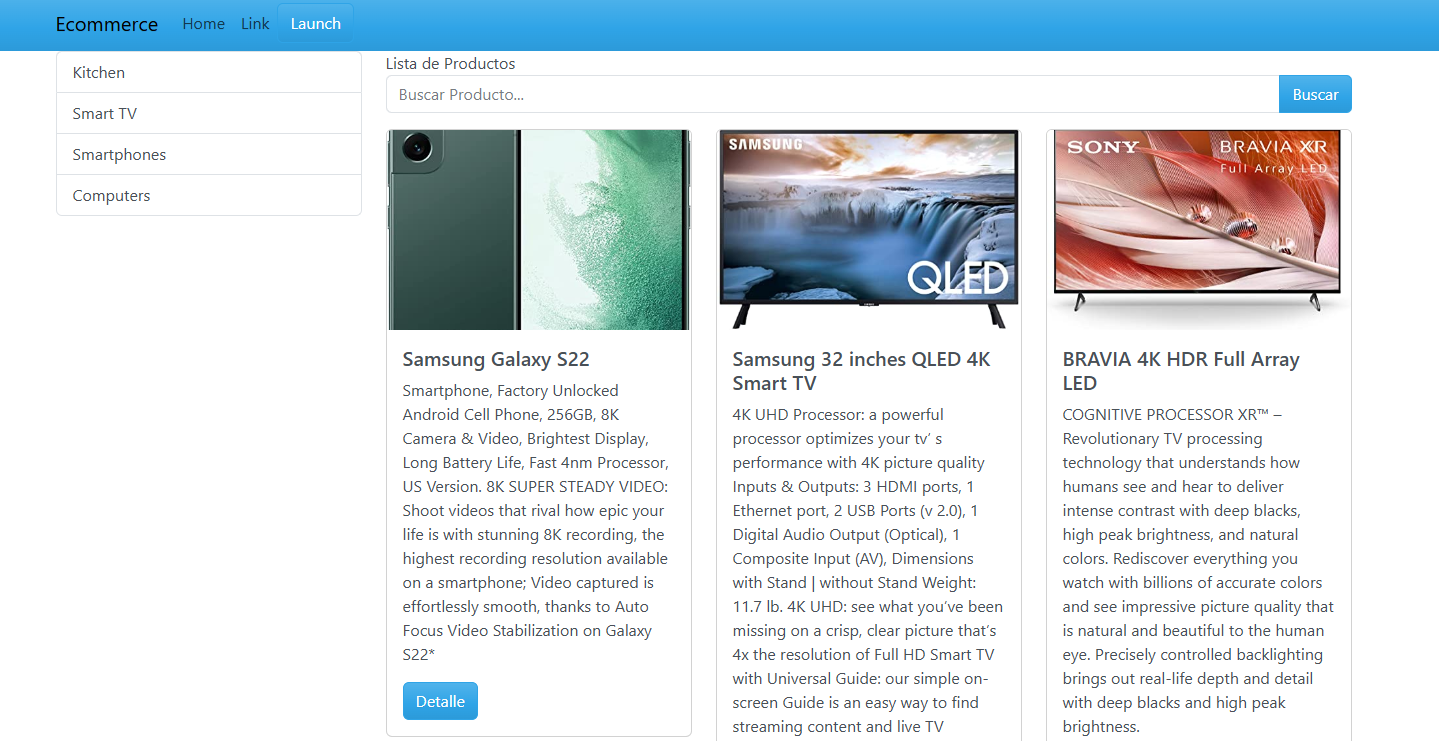 Ecommerce Home Link Launch
Kitchen
Smart TV
Smartphones
Computers
Lista de Productos
Buscar Producto...
Buscar
Samsung Galaxy S22
Smartphone, Factory Unlocked
Android Cell Phone, 256GB, 8K
Camera & Video, Brightest Display,
Long Battery Life, Fast 4nm Processor,
US Version. 8K SUPER STEADY VIDEO:
Shoot videos that rival how epic your
life is with stunning 8K recording, the
highest recording resolution available
on a smartphone; Video captured is
effortlessly smooth, thanks to Auto
Focus Video Stabilization on Galaxy
S22*
Detalle
SAMSUNG
QLED
Samsung 32 inches QLED 4K
Smart TV
4K UHD Processor: a powerful
processor optimizes your tv’ s
performance with 4K picture quality
Inputs & Outputs: 3 HDMI ports, 1
Ethernet port, 2 USB Ports (v 2.0), 1
Digital Audio Output (Optical), 1
Composite Input (AV), Dimensions
with Stand | without Stand Weight:
11.7 lb. 4K UHD: see what you’ve been
missing on a crisp, clear picture that’s
4x the resolution of Full HD Smart TV
with Universal Guide: our simple on-
screen Guide is an easy way to find
streaming content and live TV
SONY
BRAVIA XR
Full Array LED
BRAVIA 4K HDR Full Array
LED
COGNITIVE PROCESSOR XR™ –
Revolutionary TV processing
technology that understands how
humans see and hear to deliver
intense contrast with deep blacks,
high peak brightness, and natural
colors. Rediscover everything you
watch with billions of accurate colors
and see impressive picture quality that
is natural and beautiful to the human
eye. Precisely controlled backlighting
brings out real-life depth and detail
with deep blacks and high peak
brightness.